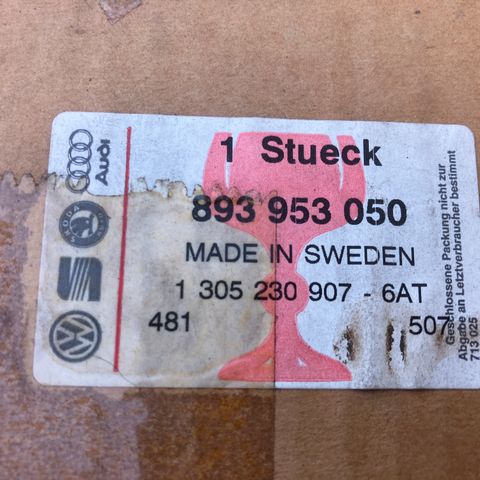 1 Stueck
893 953 050
MADE IN SWEDEN
1 305 230 907 - 6AT
481
507
Audi
SKODA
Geschlossene Packung nicht zur
Abgabe an Letztverbraucher bestimmt
713 025